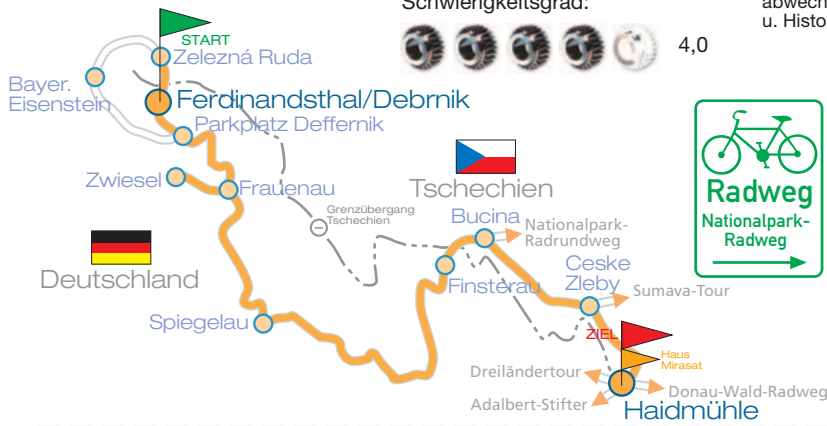 Schwierigkeitsgrad:
4,0
u. Histo
START
Zelezná Ruda
Bayer.
Eisenstein
Ferdinandsthal/Debrnik
Parkplatz Deffernik
Zwiesel
Frauenau
Deutschland
Tschechien
Grenzübergang
Tschechien
Bucina
Nationalpark-
Radrundweg
Finsterau
Ceske
Zleby
Sumava-Tour
Spiegelau
ZIEL
Haus
Mirasat
Dreiländertour
Adalbert-Stifter
Donau-Wald-Radweg
Haidmühle
Radweg
Nationalpark-
Radweg